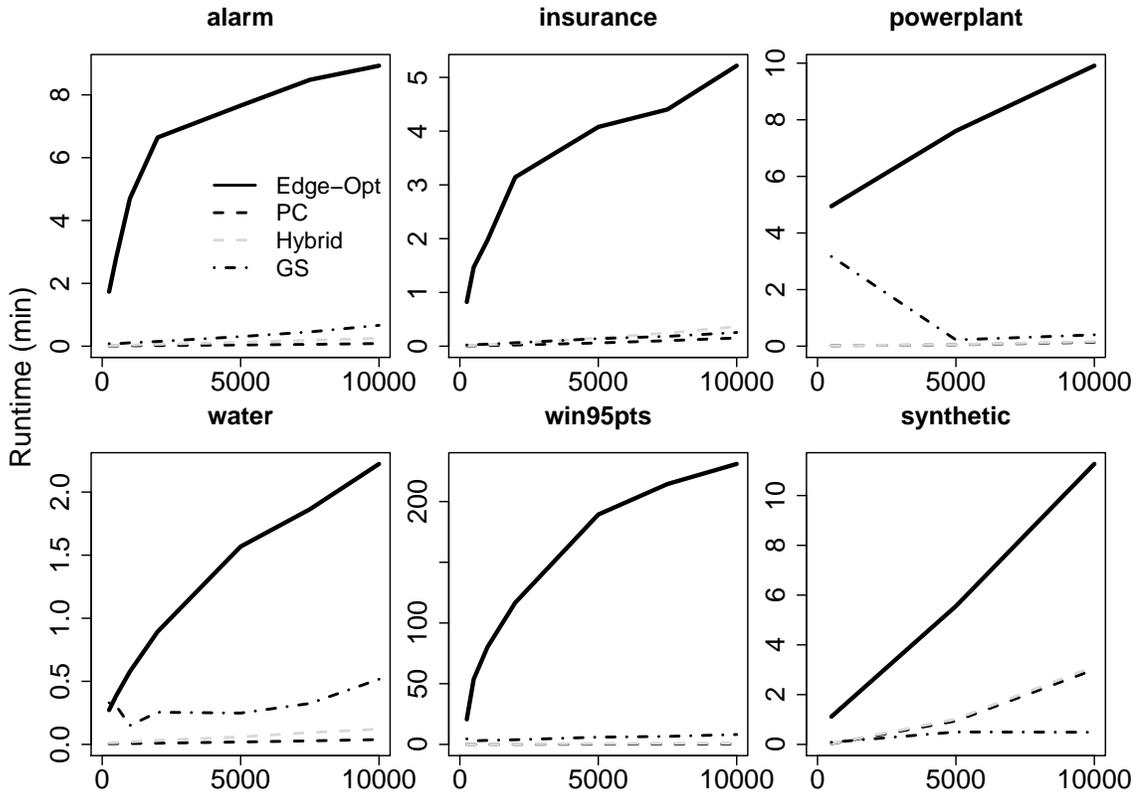 alarm
insurance
powerplant
0
2
4
6
8
Edge−Opt
PC
Hybrid
GS
0
1
2
3
4
5
0
2
4
6
8
10
0 5000 10000
0 5000 10000
0 5000 10000
Runtime (min)
water
win95pts
synthetic
0.0
0.5
1.0
1.5
2.0
0
50
100
200
0
2
4
6
8
10
0 5000 10000
0 5000 10000
0 5000 10000